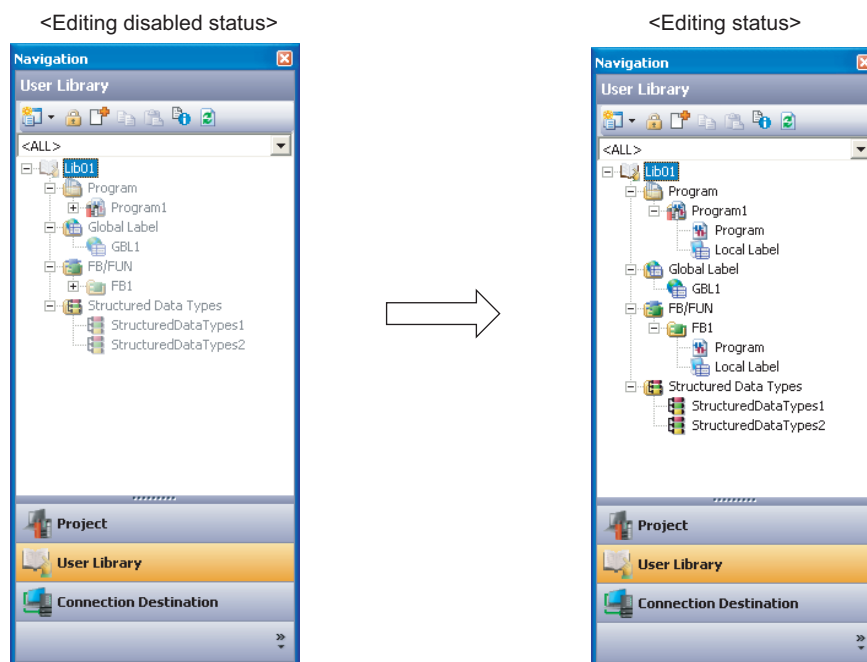 <Editing disabled status>
Navigation
User Library
<ALL>
Lib01
Program
Program1
Global Label
GBL1
FB/FUN
FB1
Structured Data Types
StructuredDataTypes1
StructuredDataTypes2
Project
User Library
Connection Destination
<Editing status>
Navigation
User Library
<ALL>
Lib01
Program
Program1
Program
Local Label
Global Label
GBL1
FB/FUN
FB1
Program
Local Label
Structured Data Types
StructuredDataTypes1
StructuredDataTypes2
Project
User Library
Connection Destination